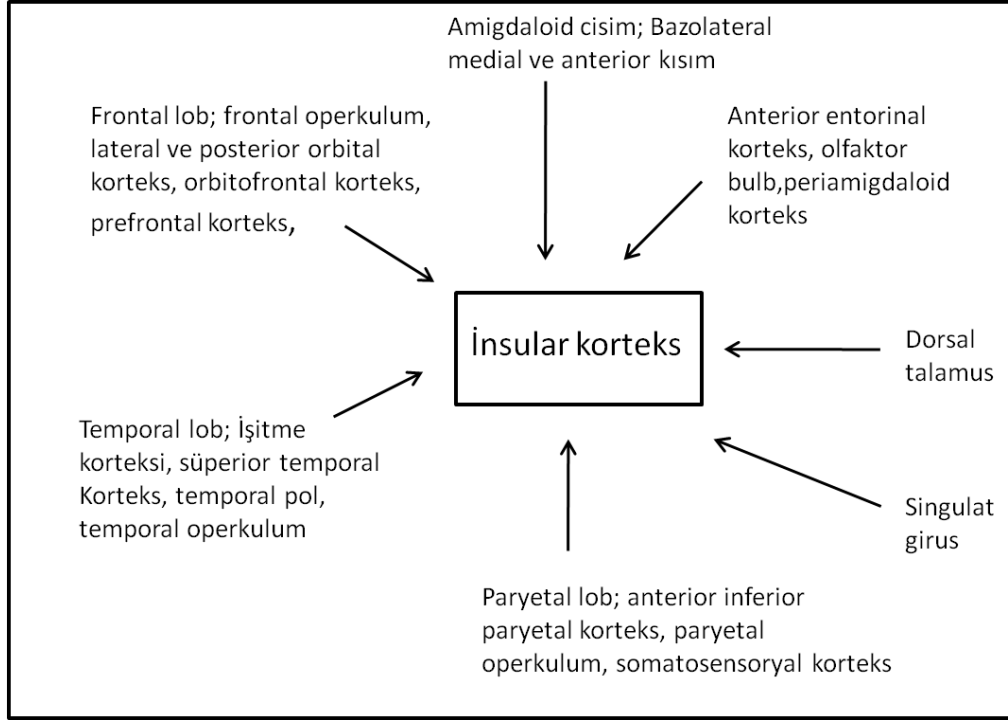 Amigdaloid cisim; Bazolateral
medial ve anterior kısım
Frontal lob; frontal operkulum,
lateral ve posterior orbital
korteks, orbitofrontal korteks,
prefrontal korteks,
Anterior entorinal
korteks, olfaktor
bulb,periamigdaloid
korteks
İnsular korteks
Dorsal
talamus
Temporal lob; İşitme
korteksi, süperior temporal
Korteks, temporal pol,
temporal operkulum
Singulat
girus
Paryetal lob; anterior inferior
paryetal korteks, paryetal
operkulum, somatosensoryal korteks